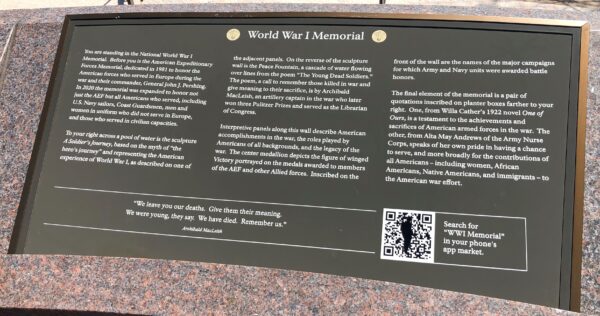 World War I Memorial
You are standing in the National World War I
Memorial. Before you is the American Expeditionary
Forces Memorial, dedicated in 1981 to honor the
American forces who served in Europe during the
war and their commander, General John J. Pershing.
In 2020 the memorial was expanded to honor not
just the AEF but all Americans who served, including
U.S. Navy sailors, Coast Guardsmen, men and
women in uniform who did not serve in Europe,
and those who served in civilian capacities.
To your right across a pool of water is the sculpture
A Soldier's Journey, based on the myth of "the
hero's journey" and representing the American
experience of World War I, as described on one of
the adjacent panels. On the reverse of the sculpture
wall is the Peace Fountain, a cascade of water flowing
over lines from the poem "The Young Dead Soldiers."
The poem, a call to remember those killed in war and
give meaning to their sacrifice, is by Archibald
MacLeish, an artillery captain in the war who later
won three Pulitzer Prizes and served as the Librarian
of Congress.
Interpretive panels along this wall describe American
accomplishments in the war, the roles played by
Americans of all backgrounds, and the legacy of the
war. The center medallion depicts the figure of winged
Victory portrayed on the medals awarded to members
of the AEF and other Allied forces. Inscribed on the
front of the wall are the names of the major campaigns
for which Army and Navy units were awarded battle
honors.
The final element of the memorial is a pair of
quotations inscribed on planter boxes farther to your
right. One, from Willa Cather's 1922 novel One of
Ours, is a testament to the achievements and
sacrifices of American armed forces in the war. The
other, from Alta May Andrews of the Army Nurse
Corps, speaks of her own pride in having a chance
to serve, and more broadly for the contributions of
all Americans – including women, African
Americans, Native Americans, and immigrants – to
the American war effort.
"We leave you our deaths. Give them their meaning.
We were young, they say. We have died. Remember us."
Archibald MacLeish
Search for
"WWI Memorial"
in your phone's
app market.